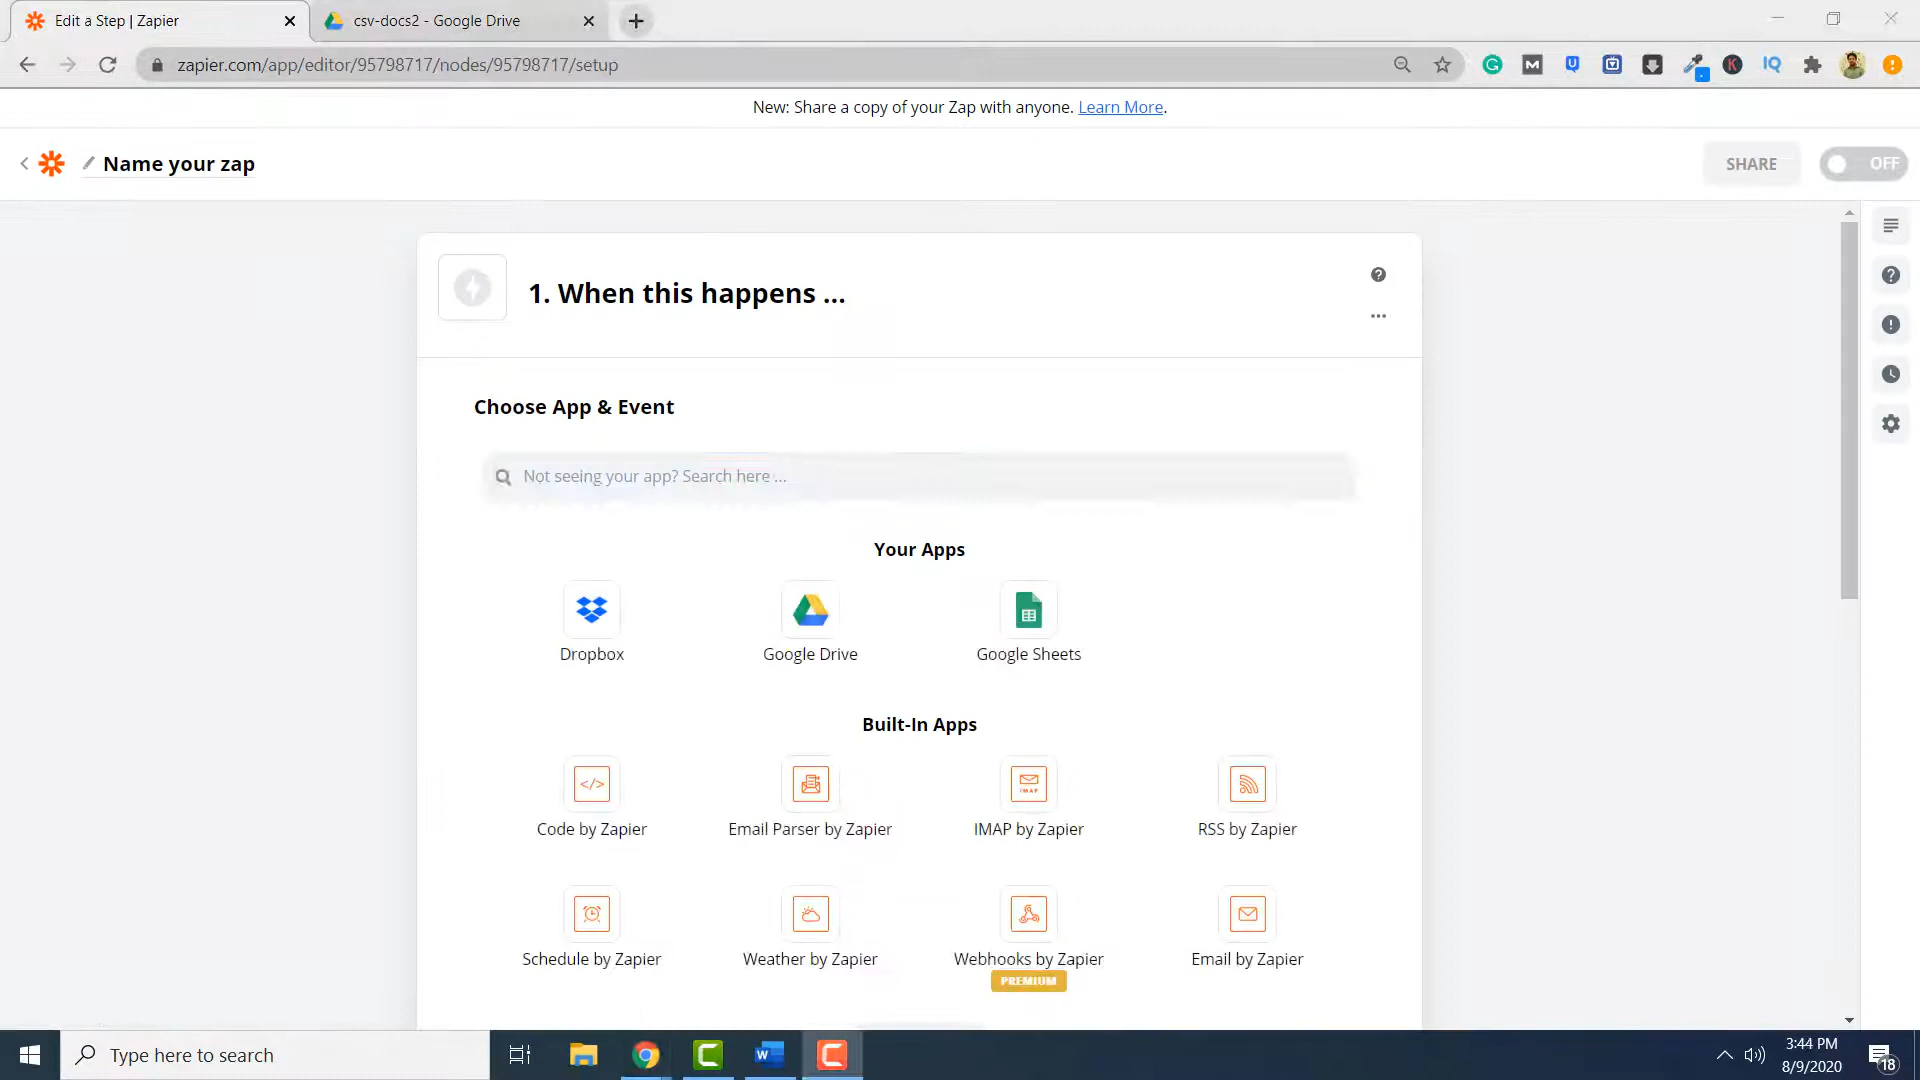 Edit a Step | Zapier
csv-docs2 - Google Drive
zapier.com/app/editor/95798717/nodes/95798717/setup
New: Share a copy of your Zap with anyone. Learn More.
Name your zap
SHARE
OFF
1. When this happens ...
Choose App & Event
Not seeing your app? Search here ...
Your Apps
Dropbox
Google Drive
Google Sheets
Built-In Apps
</>
IMAP
Code by Zapier
Email Parser by Zapier
IMAP by Zapier
RSS by Zapier
Schedule by Zapier
Weather by Zapier
Webhooks by Zapier
Email by Zapier
PREMIUM
Type here to search
3:44 PM
8/9/2020
18